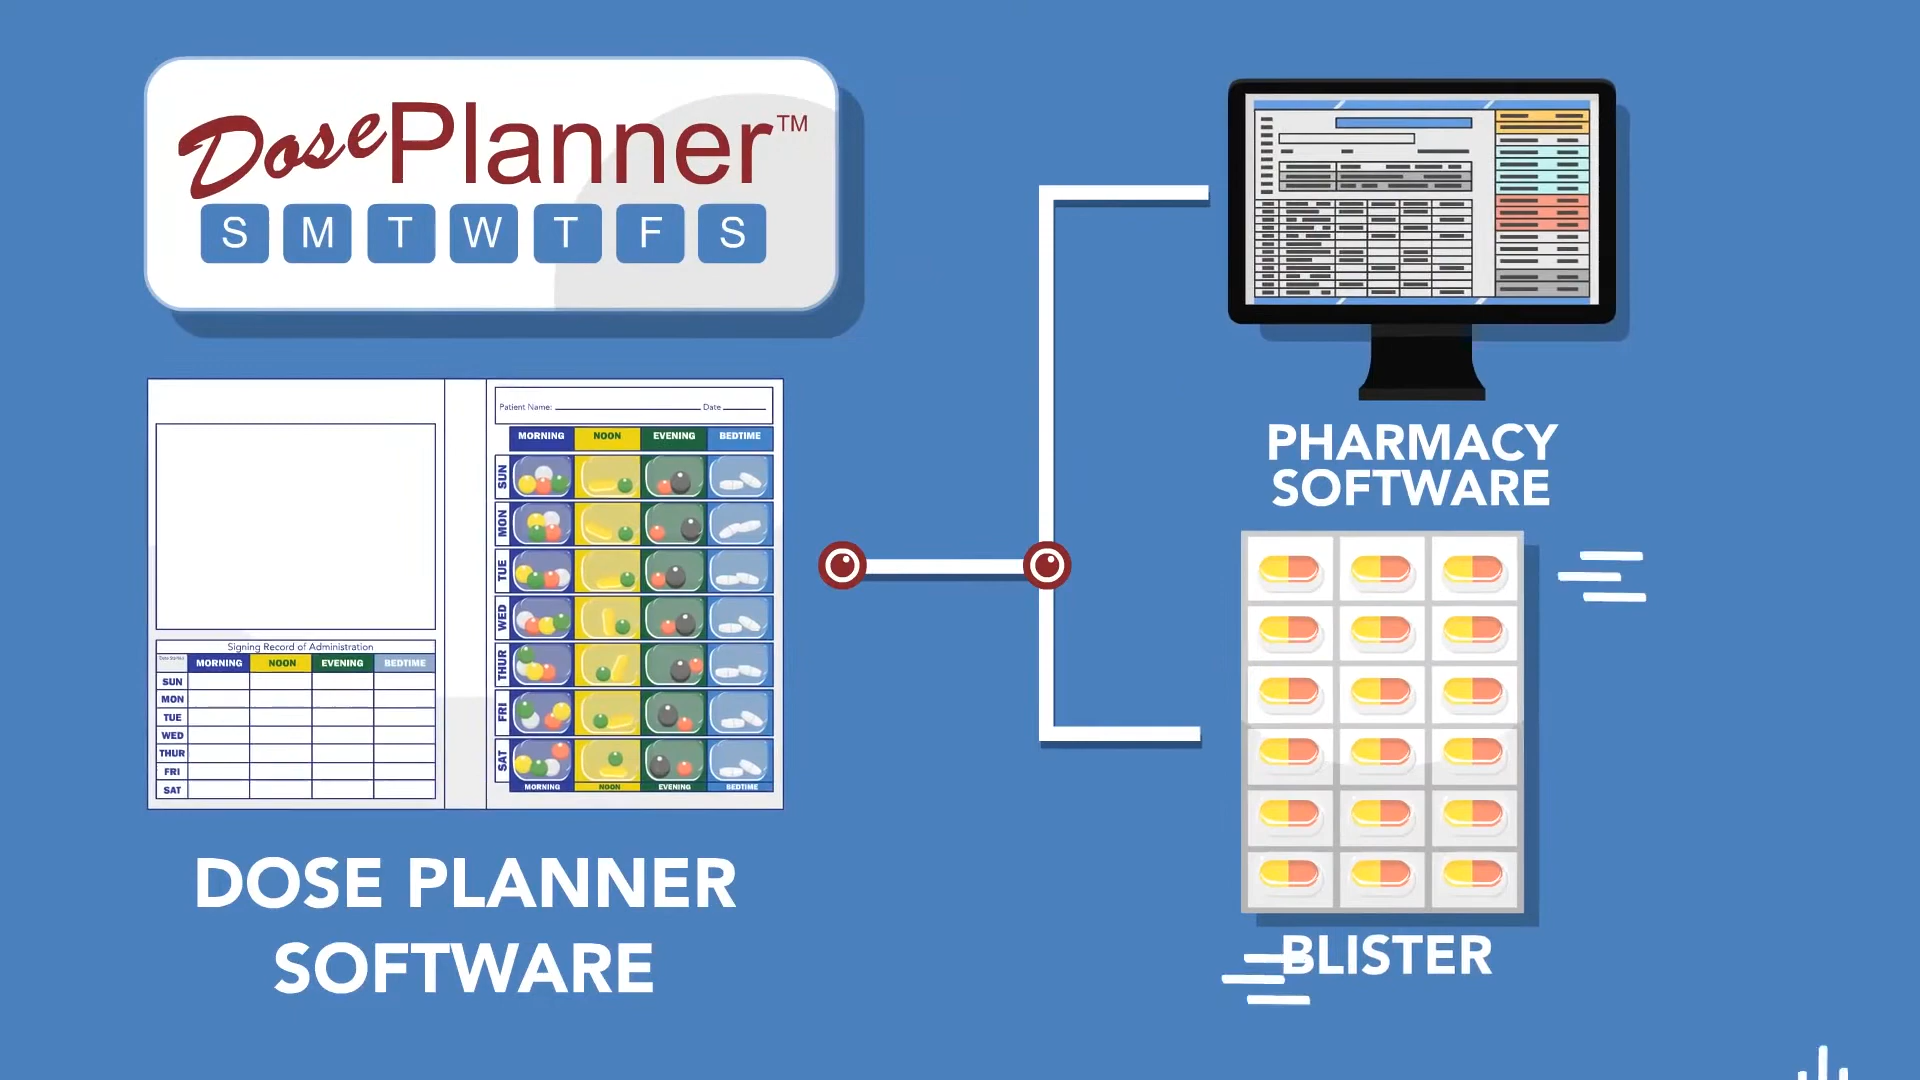 DosePlanner™
S M T W T F S
Patient Name: Date
MORNING NOON EVENING BEDTIME
SUN
MON
TUE
WED
THUR
FRI
SAT
MORNING NOON EVENING BEDTIME
Signing Record of Administration
MORNING NOON EVENING BEDTIME
SUN
MON
TUE
WED
THUR
FRI
SAT
DOSE PLANNER
SOFTWARE
PHARMACY
SOFTWARE
BLISTER